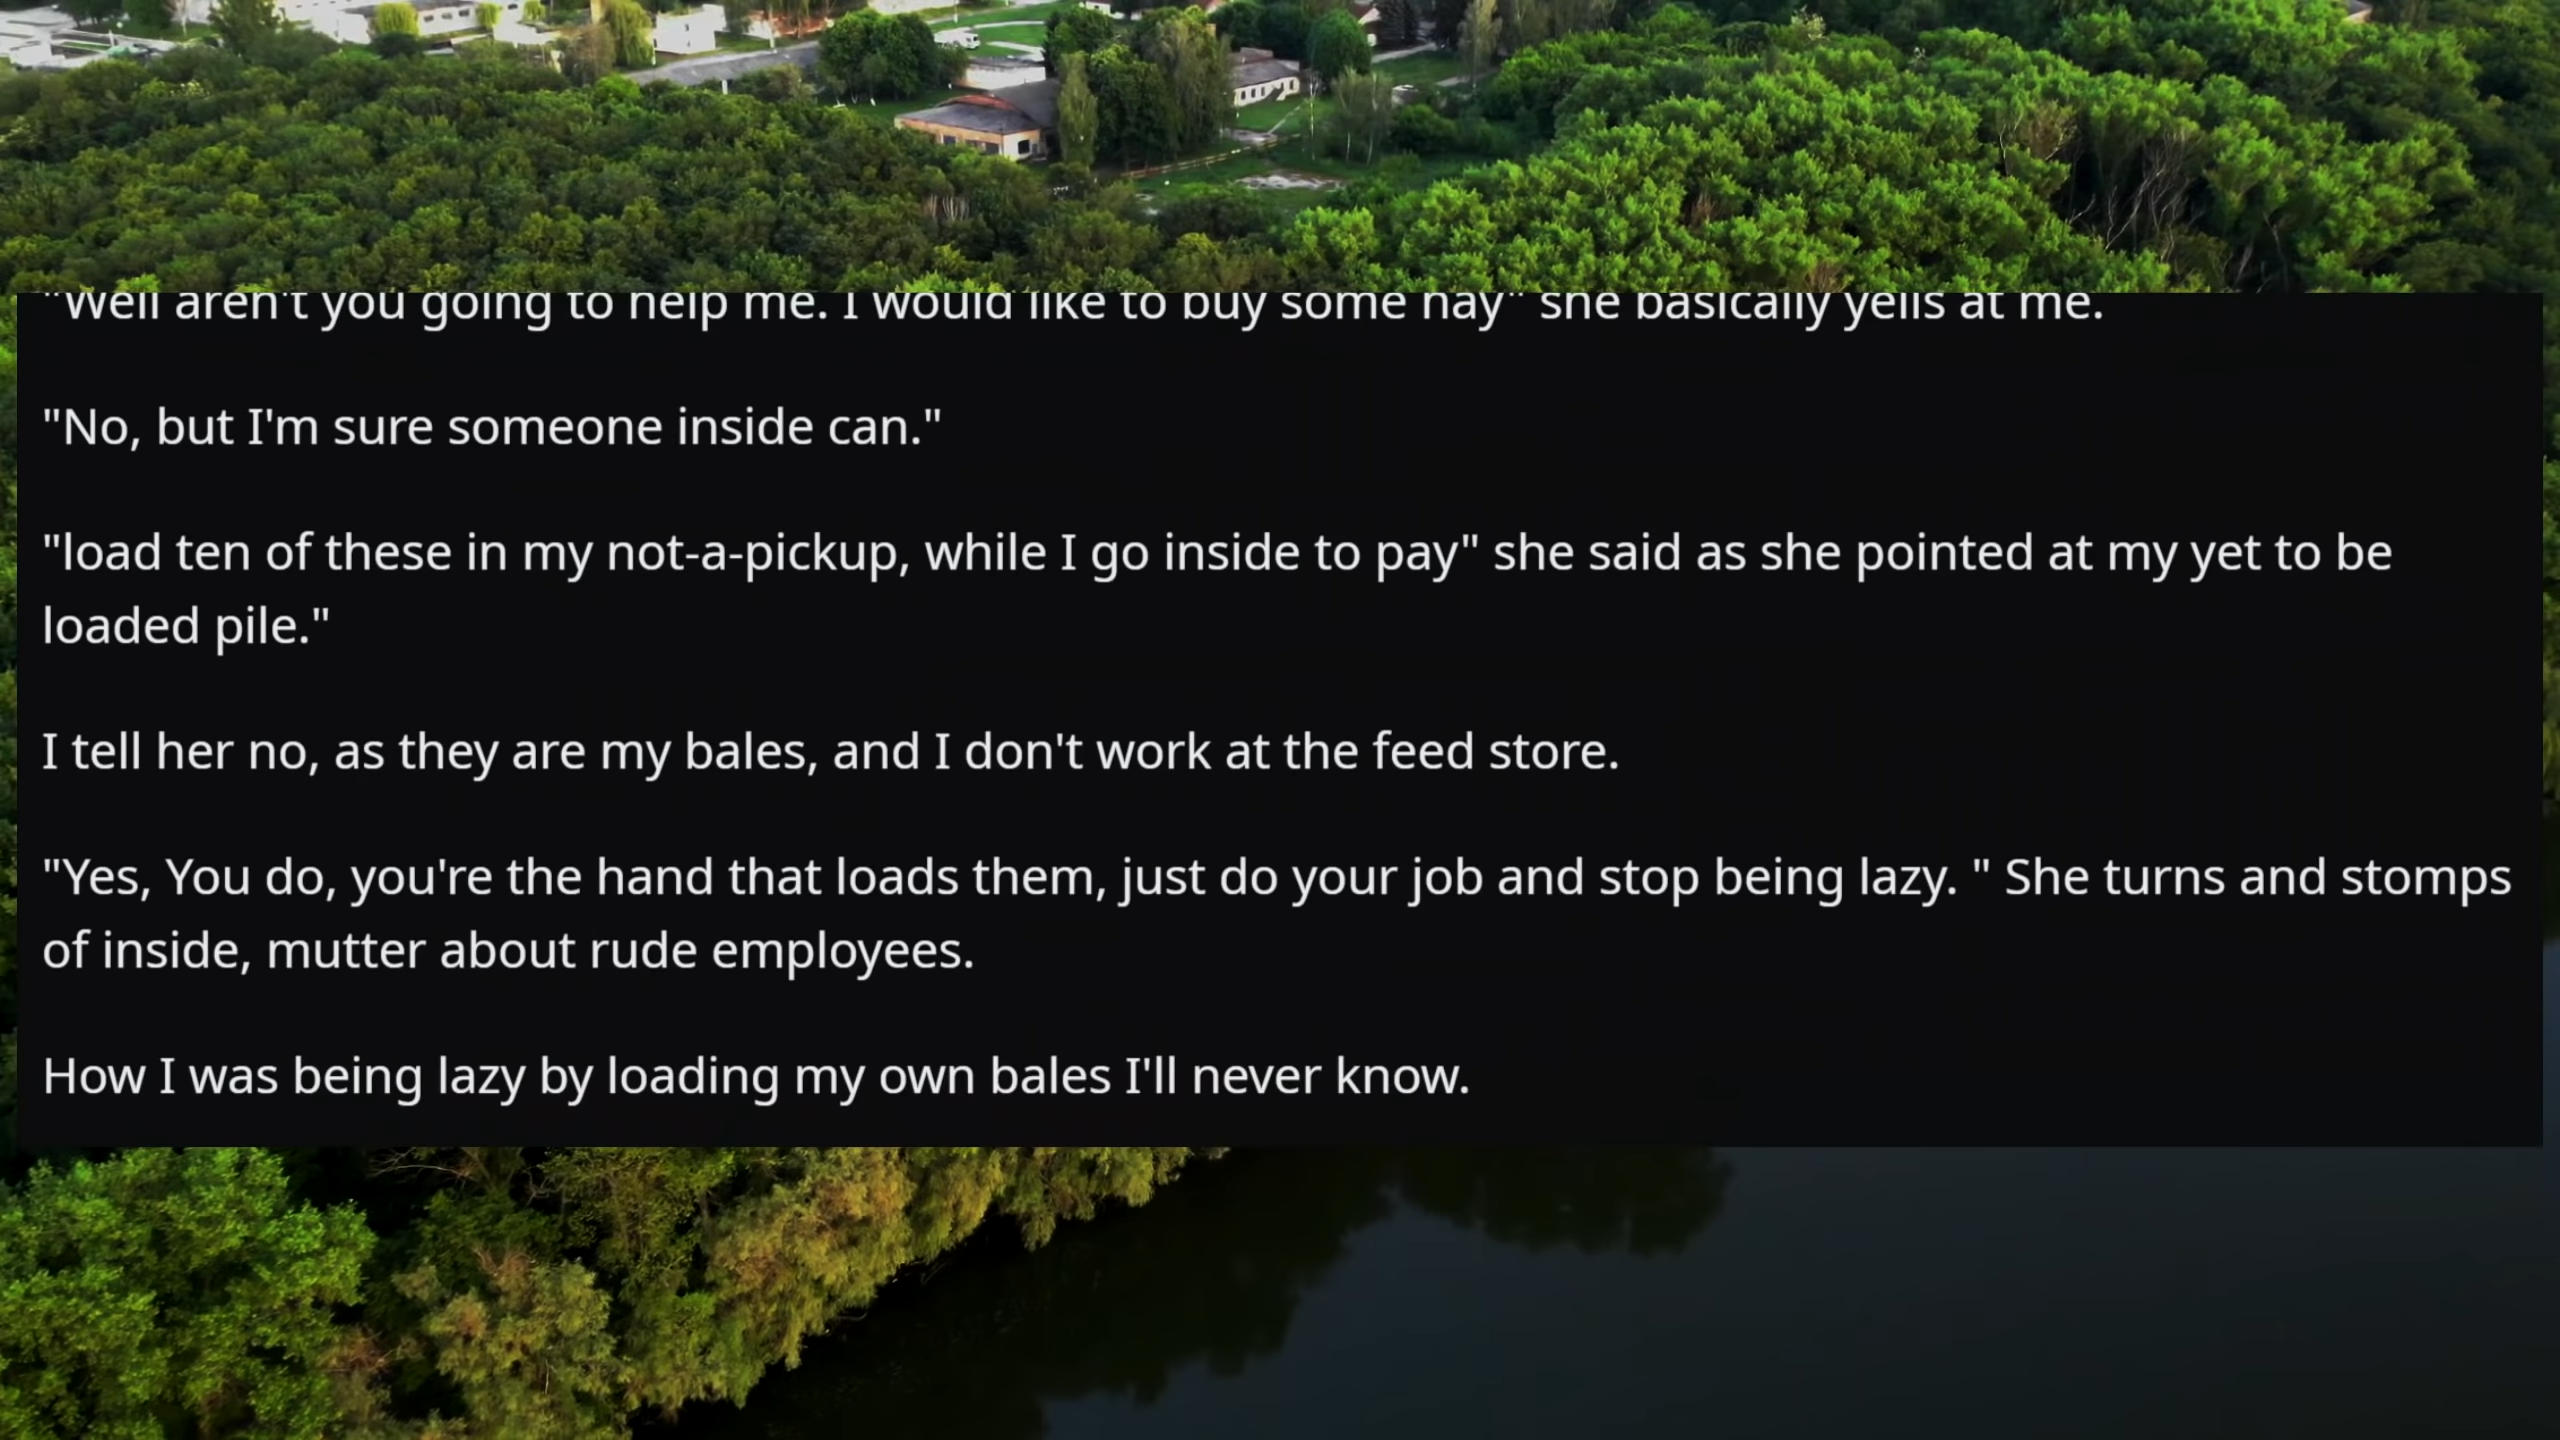 "Well aren't you going to help me. I would like to buy some hay" she basically yells at me.
"No, but I'm sure someone inside can."
"load ten of these in my not-a-pickup, while I go inside to pay" she said as she pointed at my yet to be
loaded pile."
I tell her no, as they are my bales, and I don't work at the feed store.
"Yes, You do, you're the hand that loads them, just do your job and stop being lazy. " She turns and stomps
of inside, mutter about rude employees.
How I was being lazy by loading my own bales I'll never know.